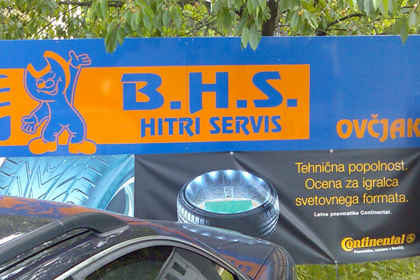 B.H.S.
HITRI SERVIS
OVČJAK
Tehnična popolnost.
Ocena za igralca
svetovnega formata.
Letne pnevmatike Continental.
Continental